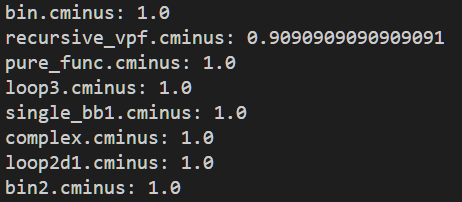 bin.cminus: 1.0
recursive_vpf.cminus: 0.9090909090909091
pure_func.cminus: 1.0
loop3.cminus: 1.0
single_bb1.cminus: 1.0
complex.cminus: 1.0
loop2d1.cminus: 1.0
bin2.cminus: 1.0